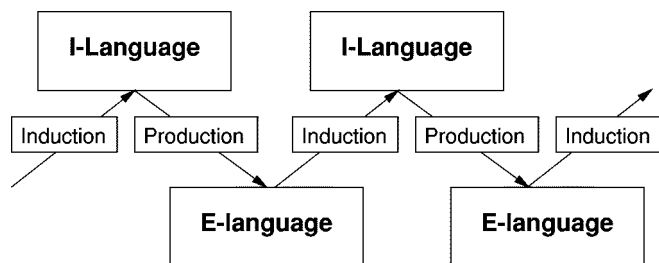 I-Language
I-Language
Induction
Production
Induction
Production
Induction
E-language
E-language